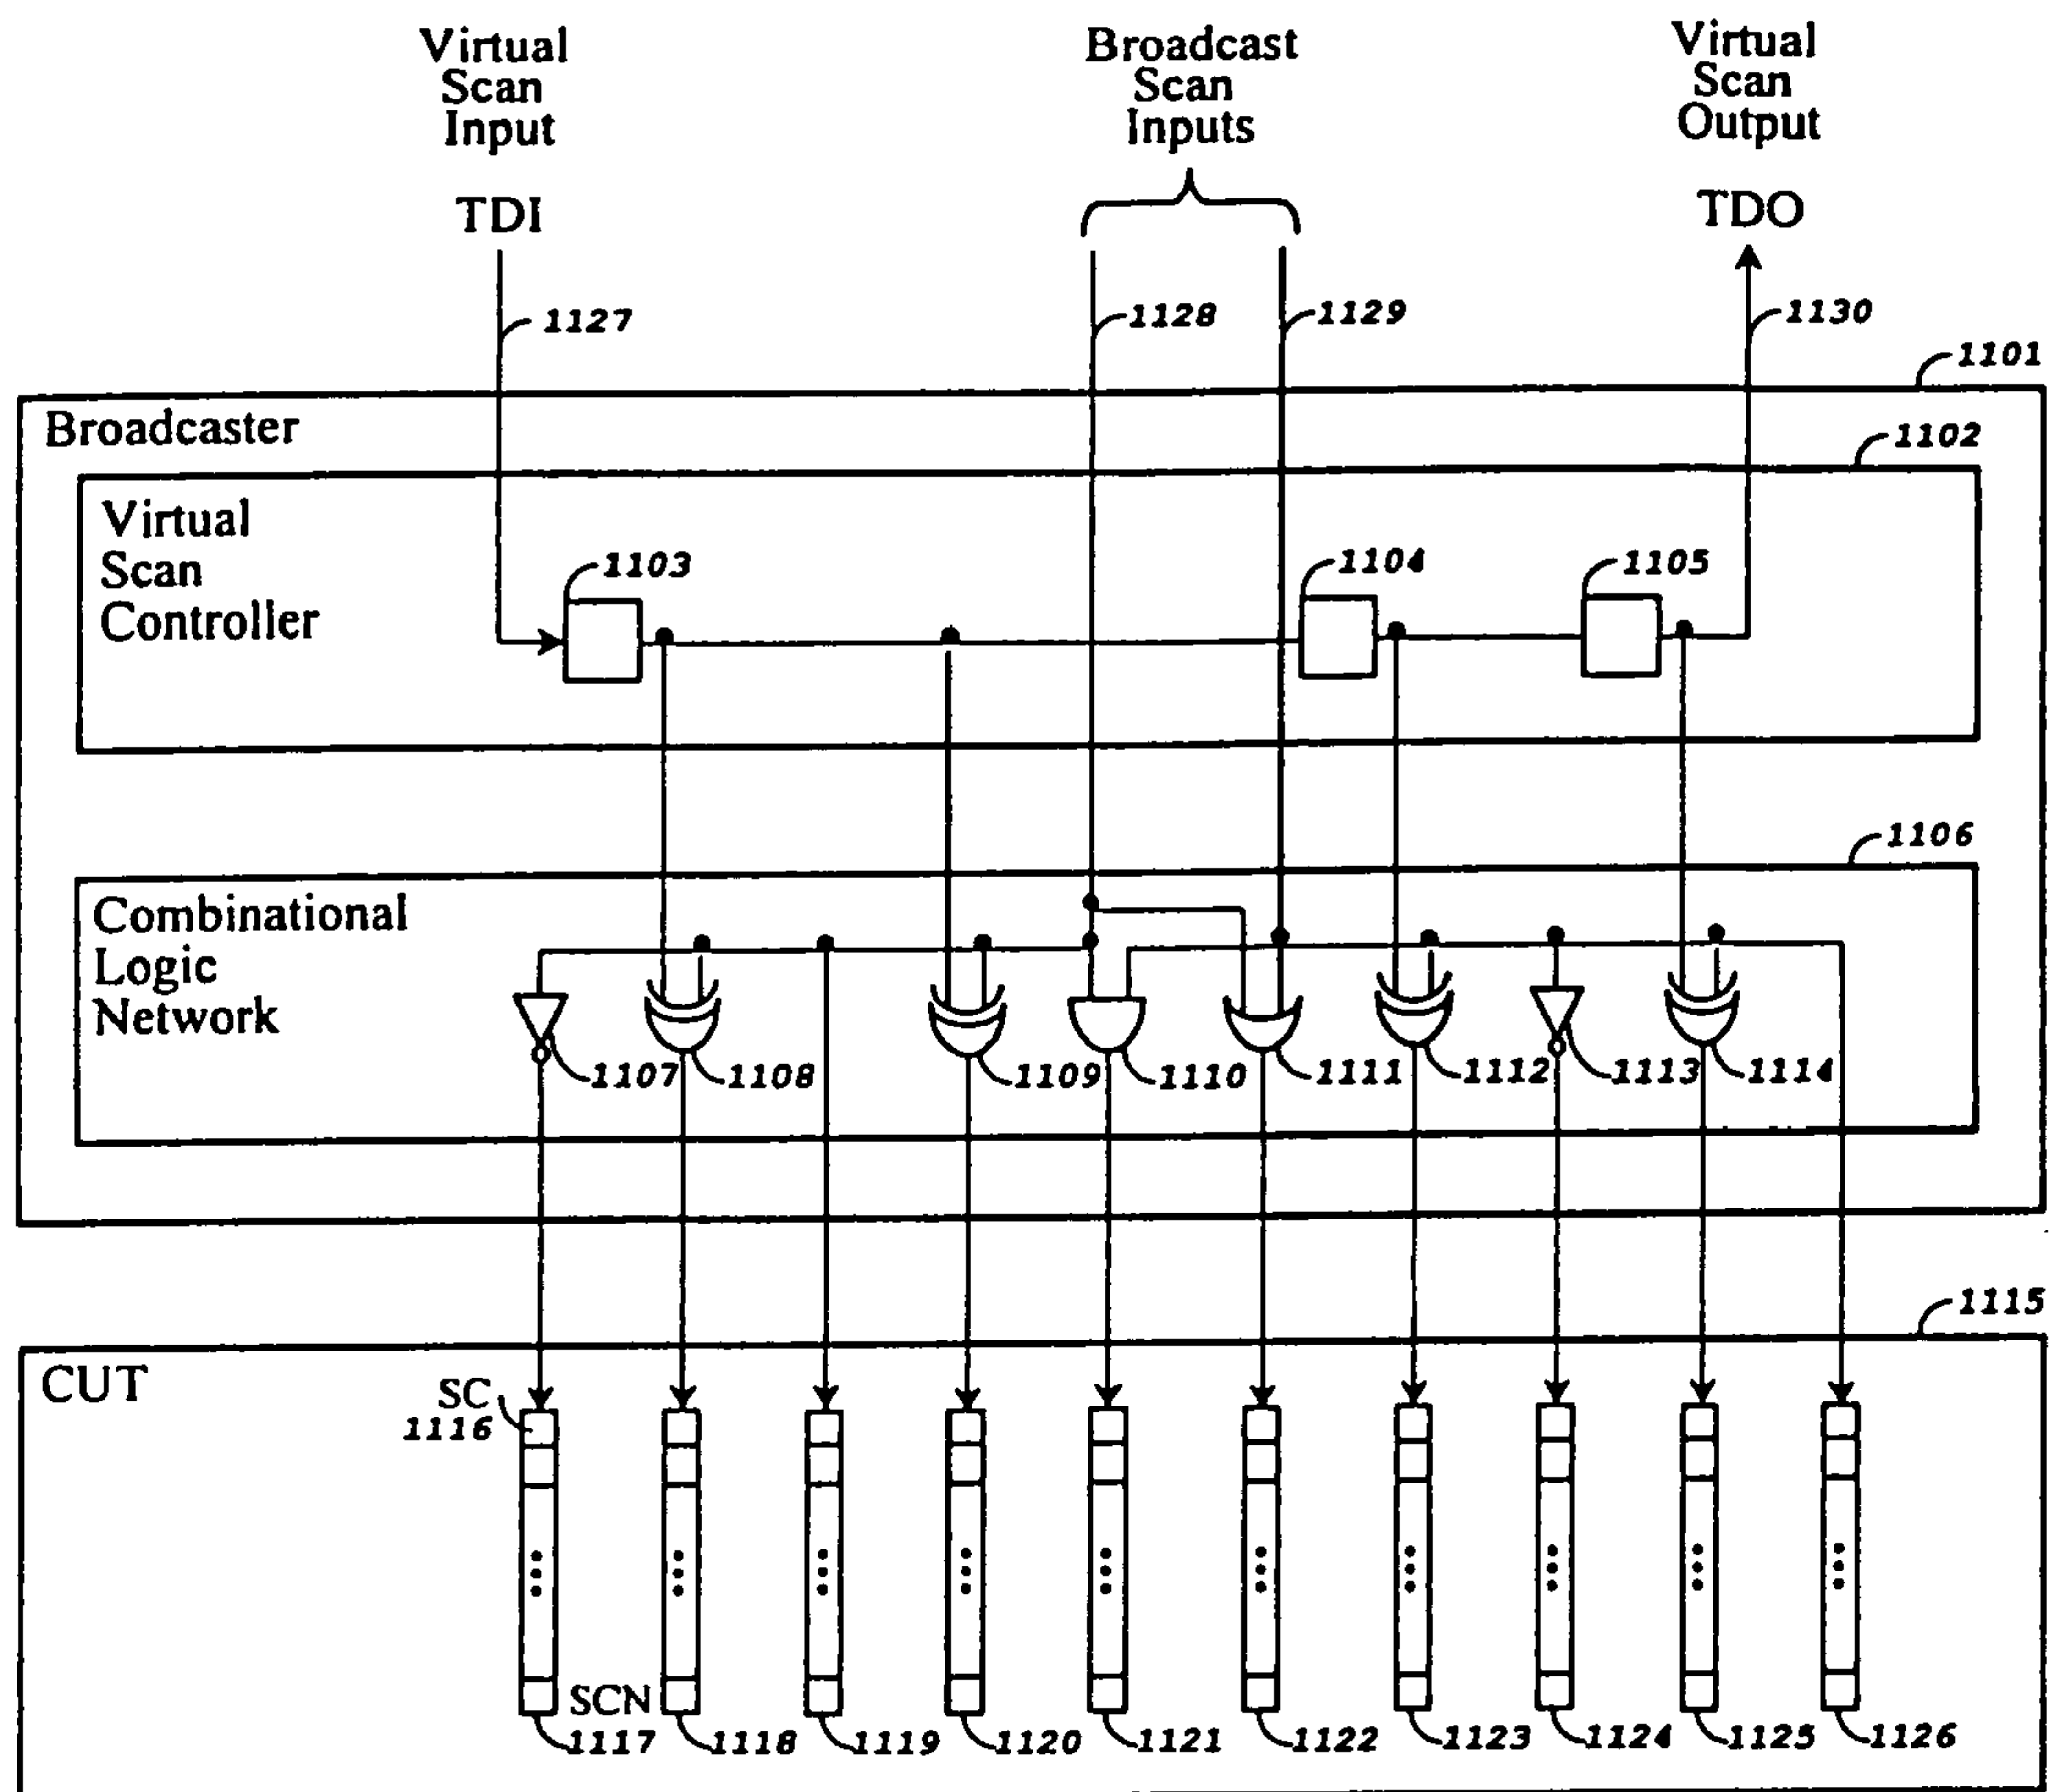 Virtual
Scan
Input
Broadcast
Scan
Inputs
Virtual
Scan
Output
TDI
TDO
1127
1128
1129
1130
1101
Broadcaster
1102
Virtual
Scan
Controller
1103
1104
1105
1106
Combinational
Logic
Network
1107
1108
1109
1110
1111
1112
1113
1114
1115
CUT
SC
1116
SCN
1117
1118
1119
1120
1121
1122
1123
1124
1125
1126